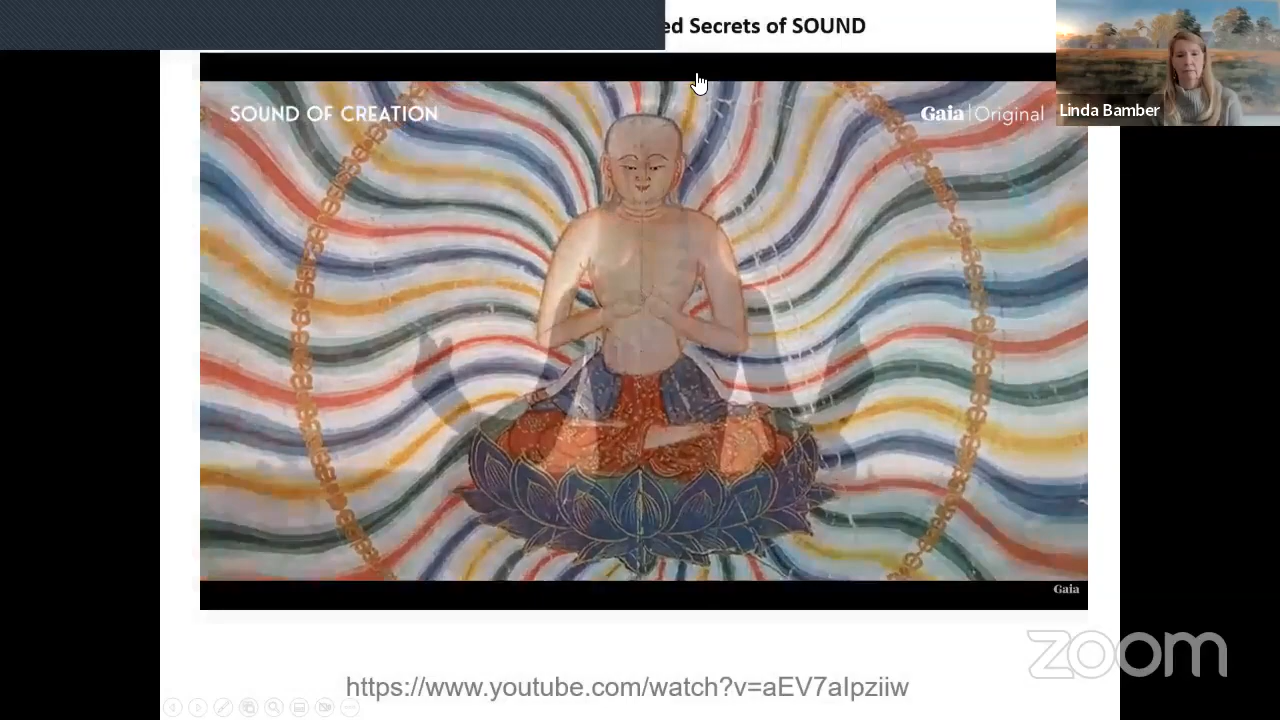 ed Secrets of SOUND
SOUND OF CREATION
Gaia|Original
Linda Bamber
Gaia
zoom
https://www.youtube.com/watch?v=aEV7aIpziiw